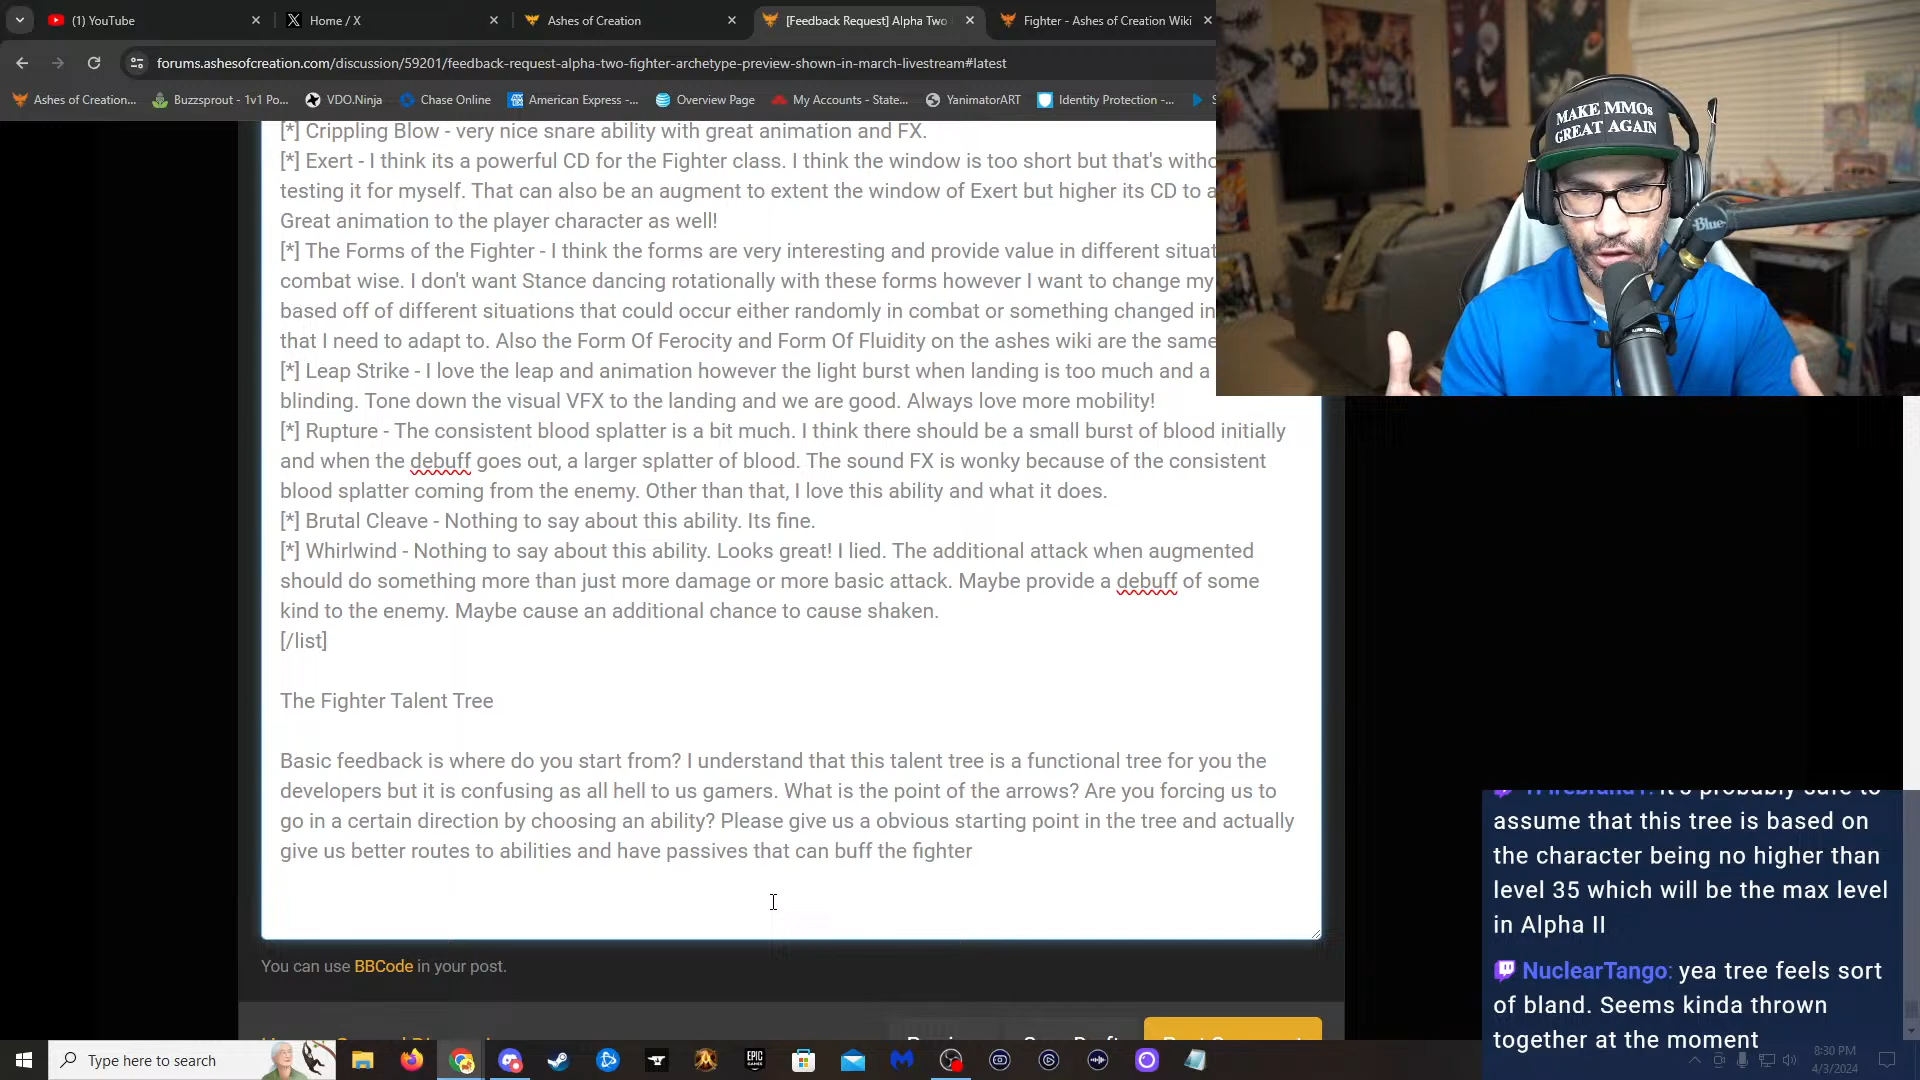 (1) YouTube
Home / X
Ashes of Creation
[Feedback Request] Alpha Two
Fighter - Ashes of Creation Wiki
forums.ashesofcreation.com/discussion/59201/feedback-request-alpha-two-fighter-archetype-preview-shown-in-march-livestream#latest
Ashes of Creation...
Buzzsprout - 1v1 Po...
VDO.Ninja
Chase Online
American Express -...
Overview Page
My Accounts - State...
YanimatorART
Identity Protection -...
MAKE MMOs
GREAT AGAIN
Blue
[*] Crippling Blow - very nice snare ability with great animation and FX.
[*] Exert - I think its a powerful CD for the Fighter class. I think the window is too short but that's witho
testing it for myself. That can also be an augment to extent the window of Exert but higher its CD to a
Great animation to the player character as well!
[*] The Forms of the Fighter - I think the forms are very interesting and provide value in different situat
combat wise. I don't want Stance dancing rotationally with these forms however I want to change my
based off of different situations that could occur either randomly in combat or something changed in
that I need to adapt to. Also the Form Of Ferocity and Form Of Fluidity on the ashes wiki are the same
[*] Leap Strike - I love the leap and animation however the light burst when landing is too much and a
blinding. Tone down the visual VFX to the landing and we are good. Always love more mobility!
[*] Rupture - The consistent blood splatter is a bit much. I think there should be a small burst of blood initially
and when the debuff goes out, a larger splatter of blood. The sound FX is wonky because of the consistent
blood splatter coming from the enemy. Other than that, I love this ability and what it does.
[*] Brutal Cleave - Nothing to say about this ability. Its fine.
[*] Whirlwind - Nothing to say about this ability. Looks great! I lied. The additional attack when augmented
should do something more than just more damage or more basic attack. Maybe provide a debuff of some
kind to the enemy. Maybe cause an additional chance to cause shaken.
[/list]
The Fighter Talent Tree
Basic feedback is where do you start from? I understand that this talent tree is a functional tree for you the
developers but it is confusing as all hell to us gamers. What is the point of the arrows? Are you forcing us to
go in a certain direction by choosing an ability? Please give us a obvious starting point in the tree and actually
give us better routes to abilities and have passives that can buff the fighter
You can use BBCode in your post.
assume that this tree is based on
the character being no higher than
level 35 which will be the max level
in Alpha II
NuclearTango: yea tree feels sort
of bland. Seems kinda thrown
together at the moment
Type here to search
EPIC
GAMES
8:30 PM
4/3/2024